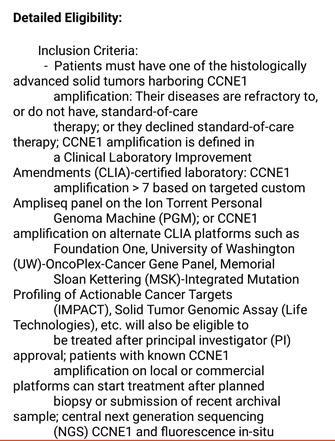 Detailed Eligibility:
Inclusion Criteria:
- Patients must have one of the histologically
advanced solid tumors harboring CCNE1
amplification: Their diseases are refractory to,
or do not have, standard-of-care
therapy; or they declined standard-of-care
therapy; CCNE1 amplification is defined in
a Clinical Laboratory Improvement
Amendments (CLIA)-certified laboratory: CCNE1
amplification > 7 based on targeted custom
Ampliseq panel on the Ion Torrent Personal
Genoma Machine (PGM); or CCNE1
amplification on alternate CLIA platforms such as
Foundation One, University of Washington
(UW)-OncoPlex-Cancer Gene Panel, Memorial
Sloan Kettering (MSK)-Integrated Mutation
Profiling of Actionable Cancer Targets
(IMPACT), Solid Tumor Genomic Assay (Life
Technologies), etc. will also be eligible to
be treated after principal investigator (PI)
approval; patients with known CCNE1
amplification on local or commercial
platforms can start treatment after planned
biopsy or submission of recent archival
sample; central next generation sequencing
(NGS) CCNE1 and fluorescence in-situ